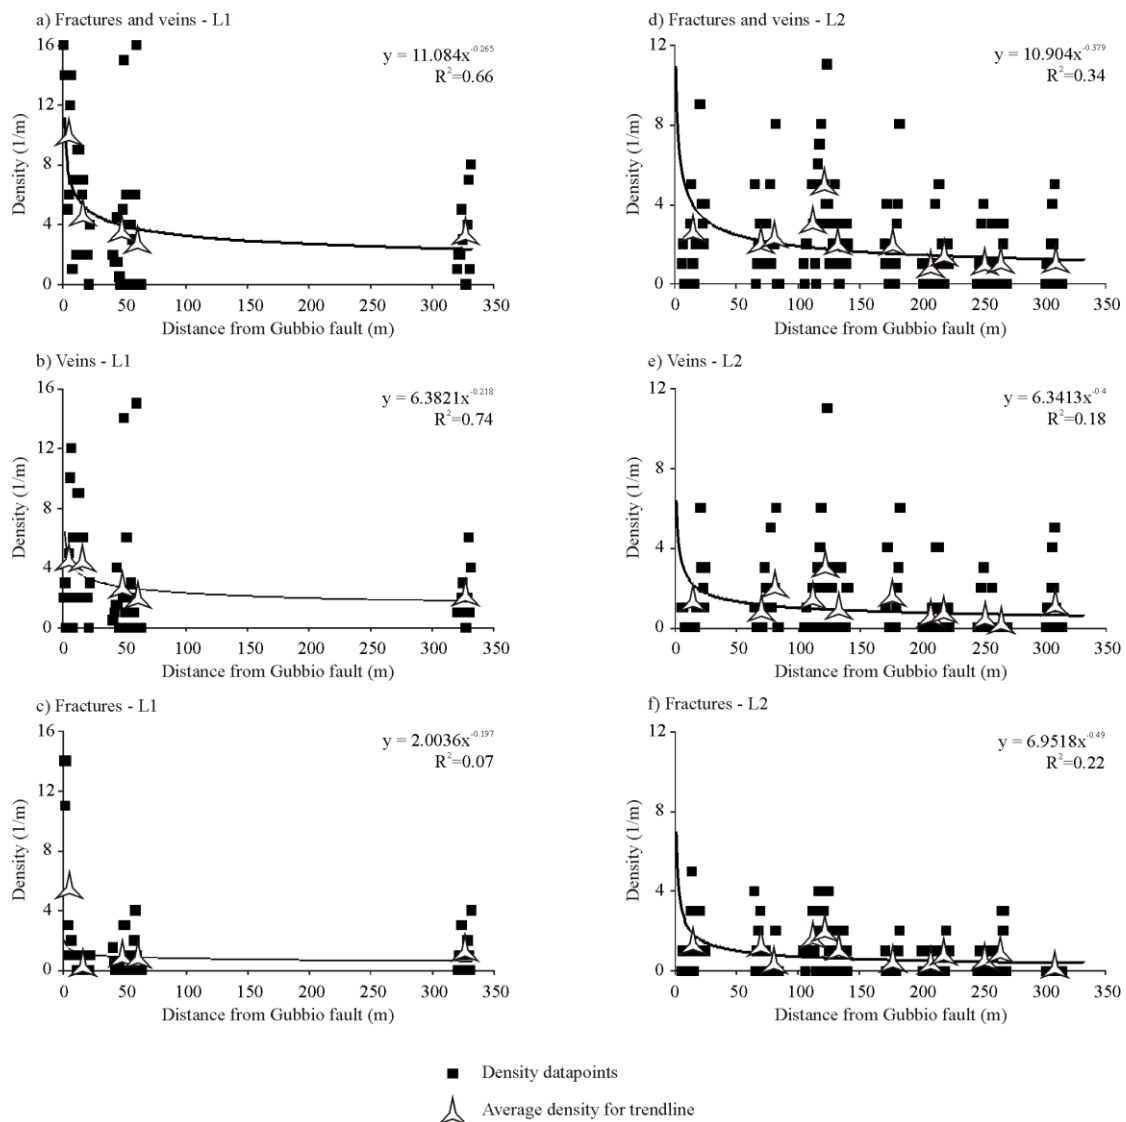 a) Fractures and veins - L1
y = 11.084x^-0.265
R²=0.66
16
12
8
4
0
Density (1/m)
0 50 100 150 200 250 300 350
Distance from Gubbio fault (m)
d) Fractures and veins - L2
y = 10.904x^-0.379
R²=0.34
12
8
4
0
Density (1/m)
0 50 100 150 200 250 300 350
Distance from Gubbio fault (m)
b) Veins - L1
y = 6.3821x^-0.218
R²=0.74
16
12
8
4
0
Density (1/m)
0 50 100 150 200 250 300 350
Distance from Gubbio fault (m)
e) Veins - L2
y = 6.3413x^-0.4
R²=0.18
12
8
4
0
Density (1/m)
0 50 100 150 200 250 300 350
Distance from Gubbio fault (m)
c) Fractures - L1
y = 2.0036x^-0.197
R²=0.07
16
12
8
4
0
Density (1/m)
0 50 100 150 200 250 300 350
Distance from Gubbio fault (m)
f) Fractures - L2
y = 6.9518x^-0.49
R²=0.22
12
8
4
0
Density (1/m)
0 50 100 150 200 250 300 350
Distance from Gubbio fault (m)
Density datapoints
Average density for trendline